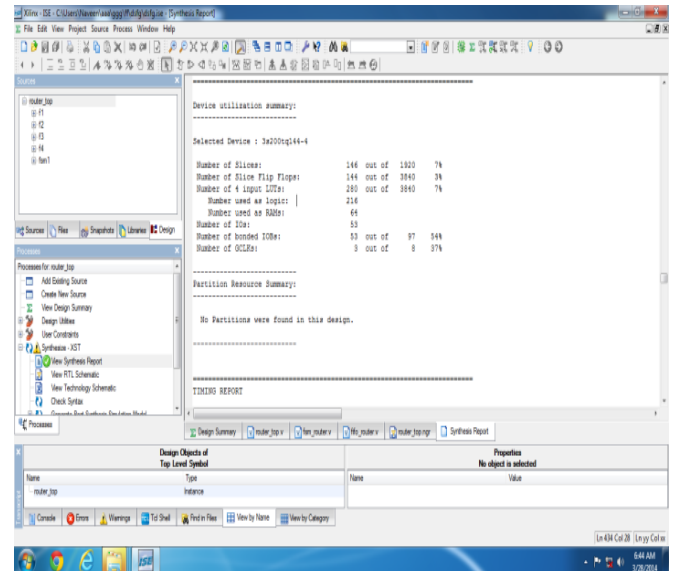 Xilinx - ISE - C:\Users\Naveen\ - [Synthesis Report]
File Edit View Project Source Process Window Help
Sources
router_top
f1
f2
f3
f4
fsm1
Sources Files Snapshots Libraries Design
Processes
Processes for: router_top
Add Existing Source
Create New Source
View Design Summary
Design Utilities
User Constraints
Synthesize - XST
View Synthesis Report
View RTL Schematic
View Technology Schematic
Check Syntax
Generate Post-Synthesis Simulation Model
Processes
Device utilization summary:
---------------------------
Selected Device : 3s200tq144-4
Number of Slices: 146 out of 1920 7%
Number of Slice Flip Flops: 144 out of 3840 3%
Number of 4 input LUTs: 280 out of 3840 7%
Number used as logic: 216
Number used as RAMs: 64
Number of IOs: 53
Number of bonded IOBs: 53 out of 97 54%
Number of GCLKs: 3 out of 8 37%
---------------------------
Partition Resource Summary:
---------------------------
No Partitions were found in this design.
---------------------------
TIMING REPORT
Design Summary router_top.v fsm_router.v fifo_router.v router_top.ngr Synthesis Report
Design Objects of
Top Level Symbol
Properties
No object is selected
Name Type Name Value
router_top Instance
Console Errors Warnings Tcl Shell Find in Files View by Name View by Category
Ln 434 Col 28
6:44 AM
3/28/2014